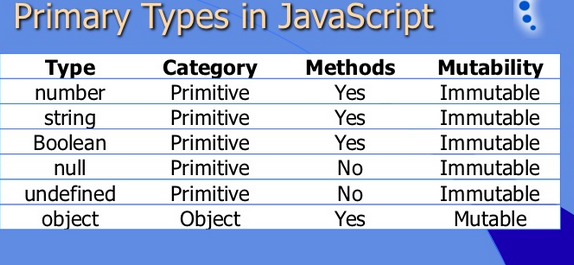 Primary Types in JavaScript
Type Category Methods Mutability
number Primitive Yes Immutable
string Primitive Yes Immutable
Boolean Primitive Yes Immutable
null Primitive No Immutable
undefined Primitive No Immutable
object Object Yes Mutable